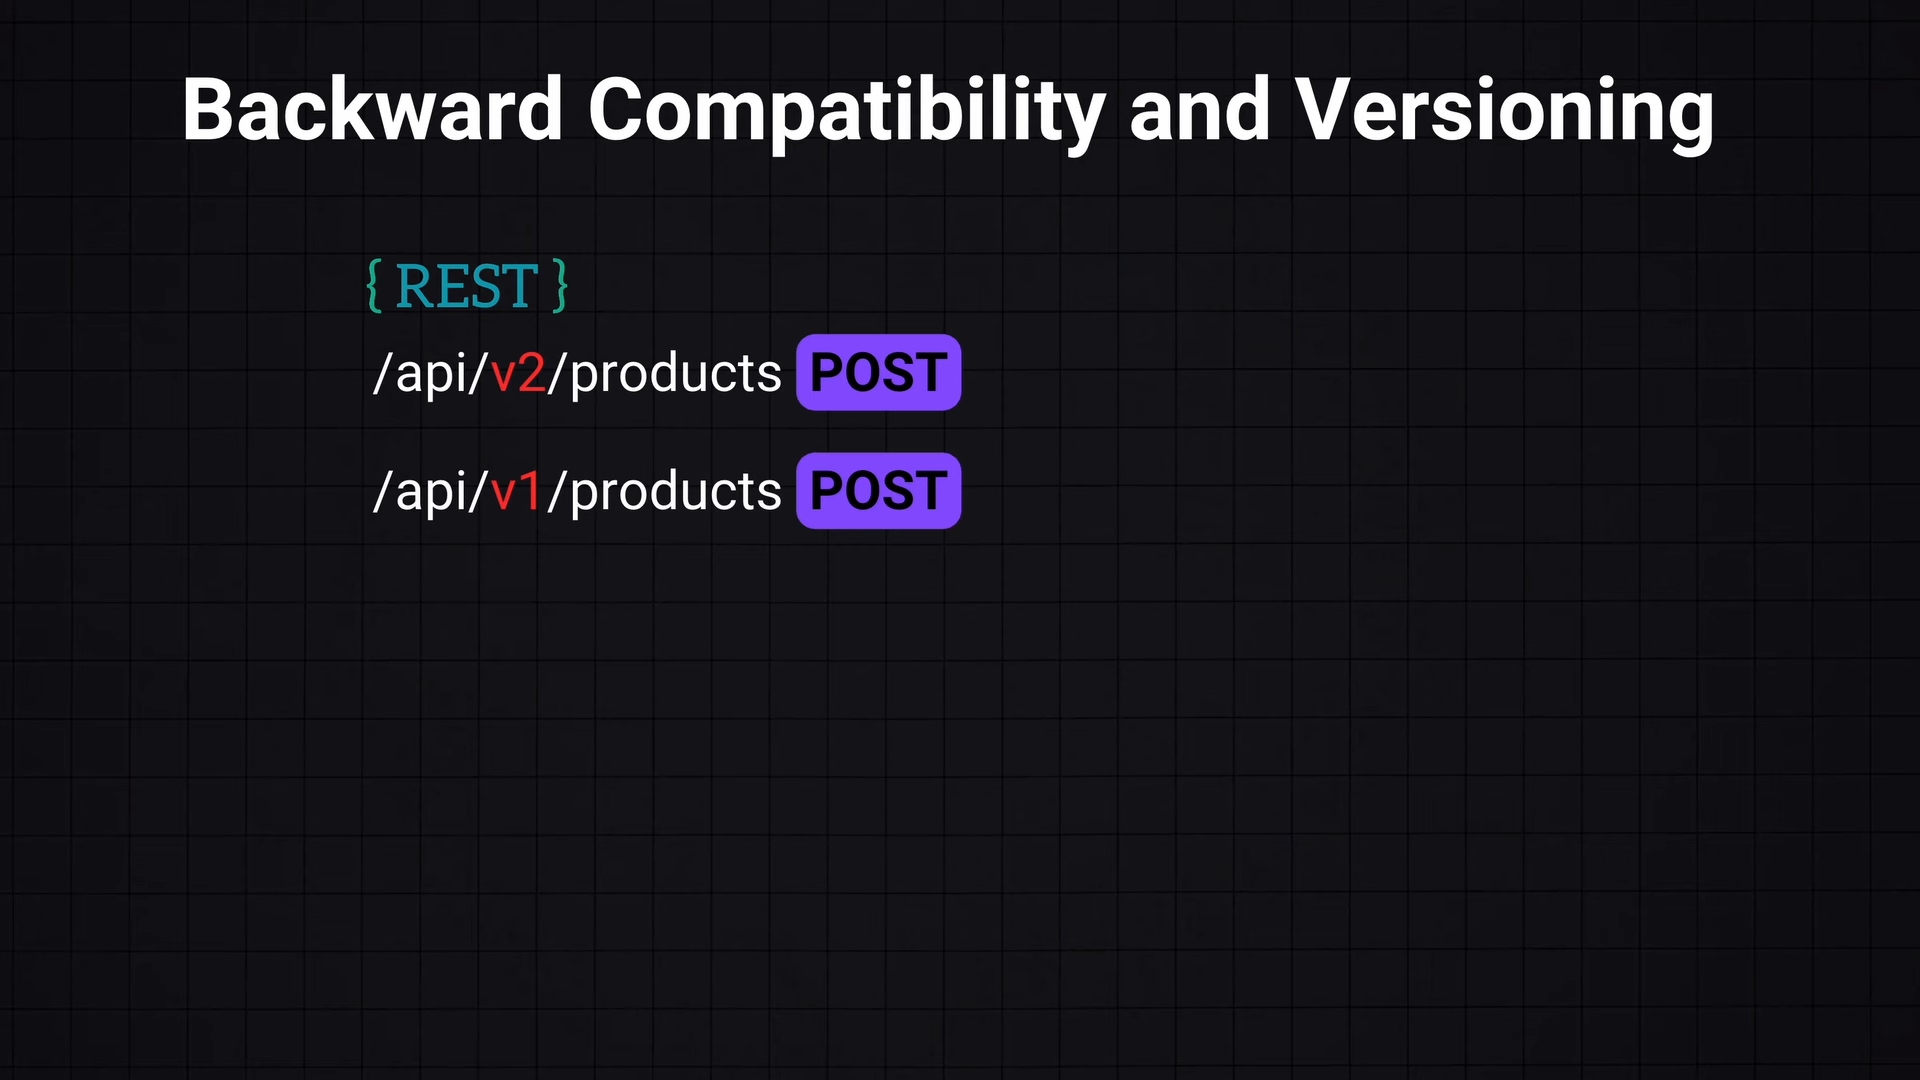 Backward Compatibility and Versioning
{ REST }
/api/v2/products POST
/api/v1/products POST